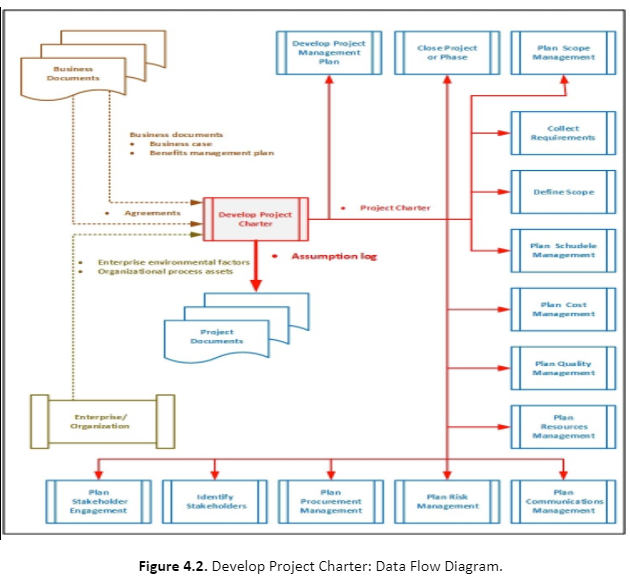 Develop Project
Management
Plan
Close Project
or Phase
Plan Scope
Management
Business
Documents
Collect
Requirements
Business documents
• Business case
• Benefits management plan
Define Scope
• Agreements
Develop Project
Charter
• Project Charter
Plan Schudele
Management
• Assumption log
• Enterprise environmental factors
• Organizational process assets
Plan Cost
Management
Project
Documents
Plan Quality
Management
Enterprise/
Organization
Plan
Resources
Management
Plan
Stakeholder
Engagement
Identify
Stakeholders
Plan
Procurement
Management
Plan Risk
Management
Plan
Communications
Management
Figure 4.2. Develop Project Charter: Data Flow Diagram.